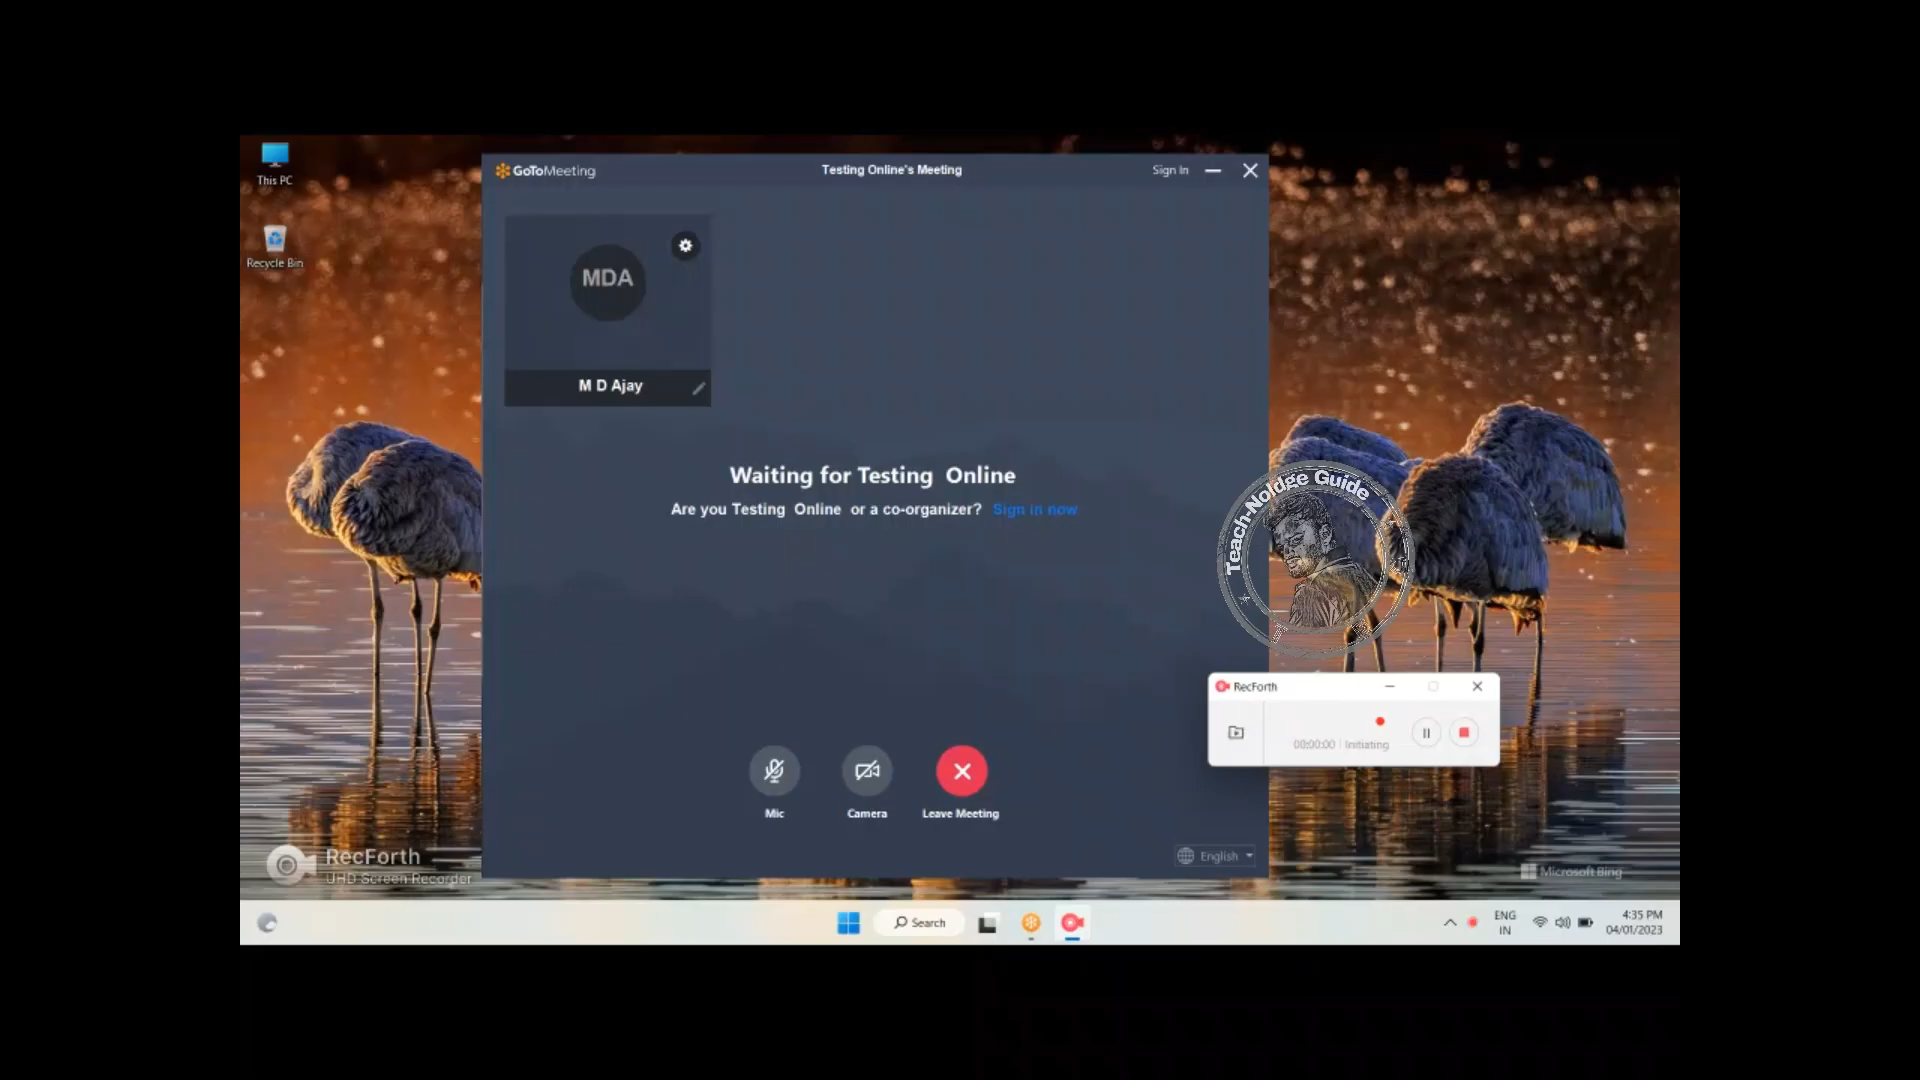 This PC
Recycle Bin
GoToMeeting
Testing Online's Meeting
Sign In
MDA
M D Ajay
Waiting for Testing Online
Are you Testing Online or a co-organizer? Sign in now
Teach-Noldge Guide
RecForth
00:00:00 | Initiating
Mic
Camera
Leave Meeting
English
RecForth
UHD Screen Recorder
Microsoft Bing
Search
ENG
IN
4:35 PM
04/01/2023